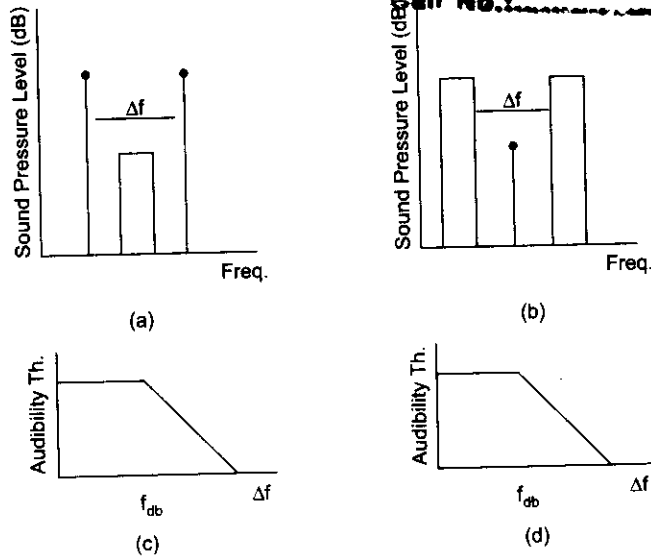 Sound Pressure Level (dB)
Δf
Freq.
(a)
Sound Pressure Level (dB)
Δf
Freq.
(b)
Audibility Th.
f_db
Δf
(c)
Audibility Th.
f_db
Δf
(d)